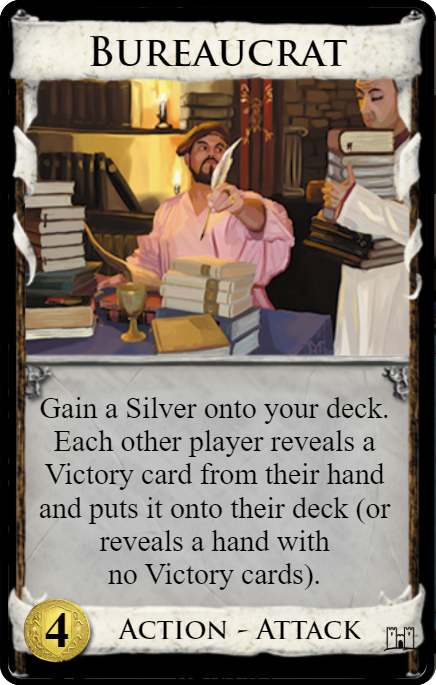 Bureaucrat
Gain a Silver onto your deck.
Each other player reveals a
Victory card from their hand
and puts it onto their deck (or
reveals a hand with
no Victory cards).
4
Action - Attack